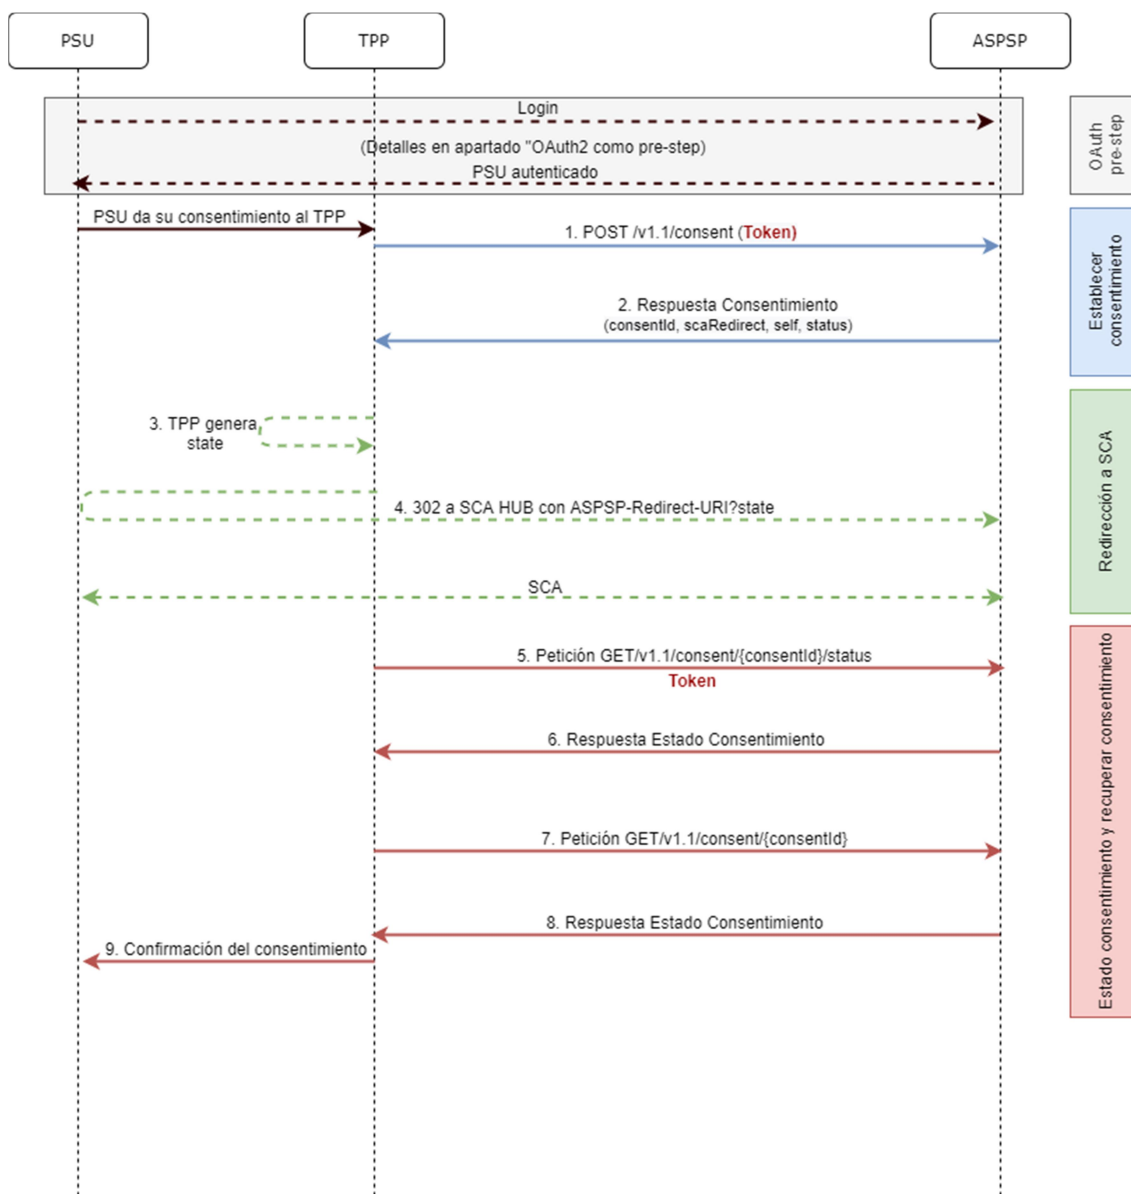 PSU
TPP
ASPSP
Login
(Detalles en apartado "OAuth2 como pre-step)
PSU autenticado
OAuth
pre-step
PSU da su consentimiento al TPP
1. POST /v1.1/consent (Token)
2. Respuesta Consentimiento
(consentId, scaRedirect, self, status)
Establecer
consentimiento
3. TPP genera
state
4. 302 a SCA HUB con ASPSP-Redirect-URI?state
SCA
Redirección a SCA
5. Petición GET/v1.1/consent/{consentId}/status
Token
6. Respuesta Estado Consentimiento
7. Petición GET/v1.1/consent/{consentId}
8. Respuesta Estado Consentimiento
9. Confirmación del consentimiento
Estado consentimiento y recuperar consentimiento